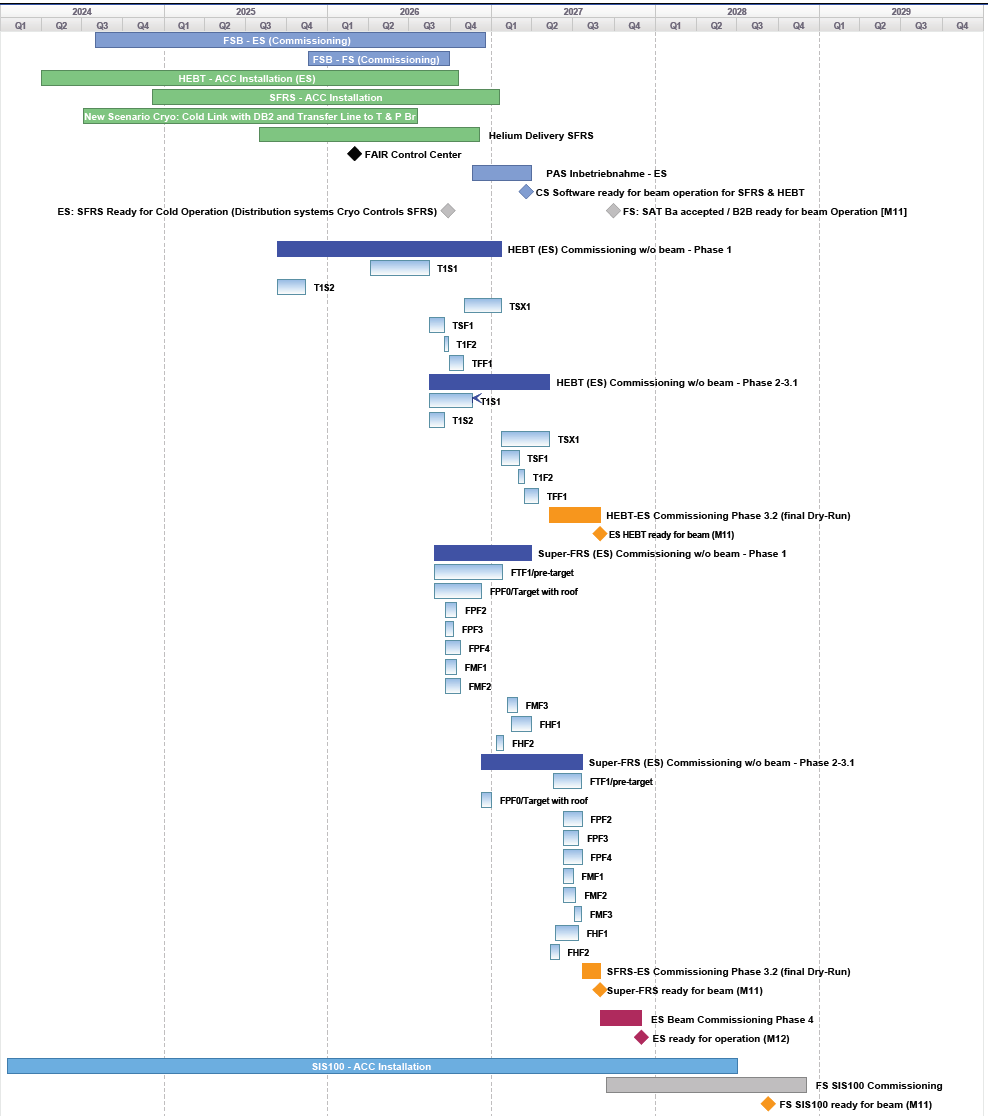 2024 2025 2026 2027 2028 2029
Q1 Q2 Q3 Q4 Q1 Q2 Q3 Q4 Q1 Q2 Q3 Q4 Q1 Q2 Q3 Q4 Q1 Q2 Q3 Q4 Q1 Q2 Q3 Q4
FSB - ES (Commissioning)
FSB - FS (Commissioning)
HEBT - ACC Installation (ES)
SFRS - ACC Installation
New Scenario Cryo: Cold Link with DB2 and Transfer Line to T & P Br
Helium Delivery SFRS
FAIR Control Center
PAS Inbetriebnahme - ES
CS Software ready for beam operation for SFRS & HEBT
ES: SFRS Ready for Cold Operation (Distribution systems Cryo Controls SFRS) FS: SAT Ba accepted / B2B ready for beam Operation [M11]
HEBT (ES) Commissioning w/o beam - Phase 1
T1S1
T1S2
TSX1
TSF1
T1F2
TFF1
HEBT (ES) Commissioning w/o beam - Phase 2-3.1
T1S1
T1S2
TSX1
TSF1
T1F2
TFF1
HEBT-ES Commissioning Phase 3.2 (final Dry-Run)
ES HEBT ready for beam (M11)
Super-FRS (ES) Commissioning w/o beam - Phase 1
FTF1/pre-target
FPF0/Target with roof
FPF2
FPF3
FPF4
FMF1
FMF2
FMF3
FHF1
FHF2
Super-FRS (ES) Commissioning w/o beam - Phase 2-3.1
FTF1/pre-target
FPF0/Target with roof
FPF2
FPF3
FPF4
FMF1
FMF2
FMF3
FHF1
FHF2
SFRS-ES Commissioning Phase 3.2 (final Dry-Run)
Super-FRS ready for beam (M11)
ES Beam Commissioning Phase 4
ES ready for operation (M12)
SIS100 - ACC Installation
FS SIS100 Commissioning
FS SIS100 ready for beam (M11)